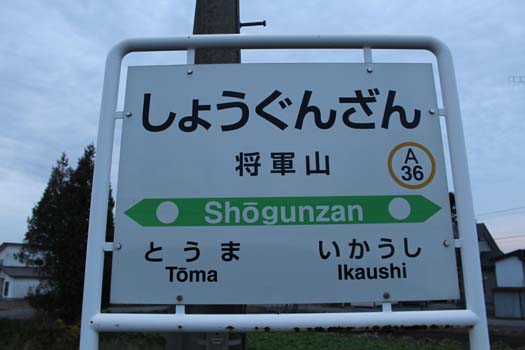 しょうぐんざん
将軍山
A
36
Shōgunzan
とうま いかうし
Tōma Ikaushi